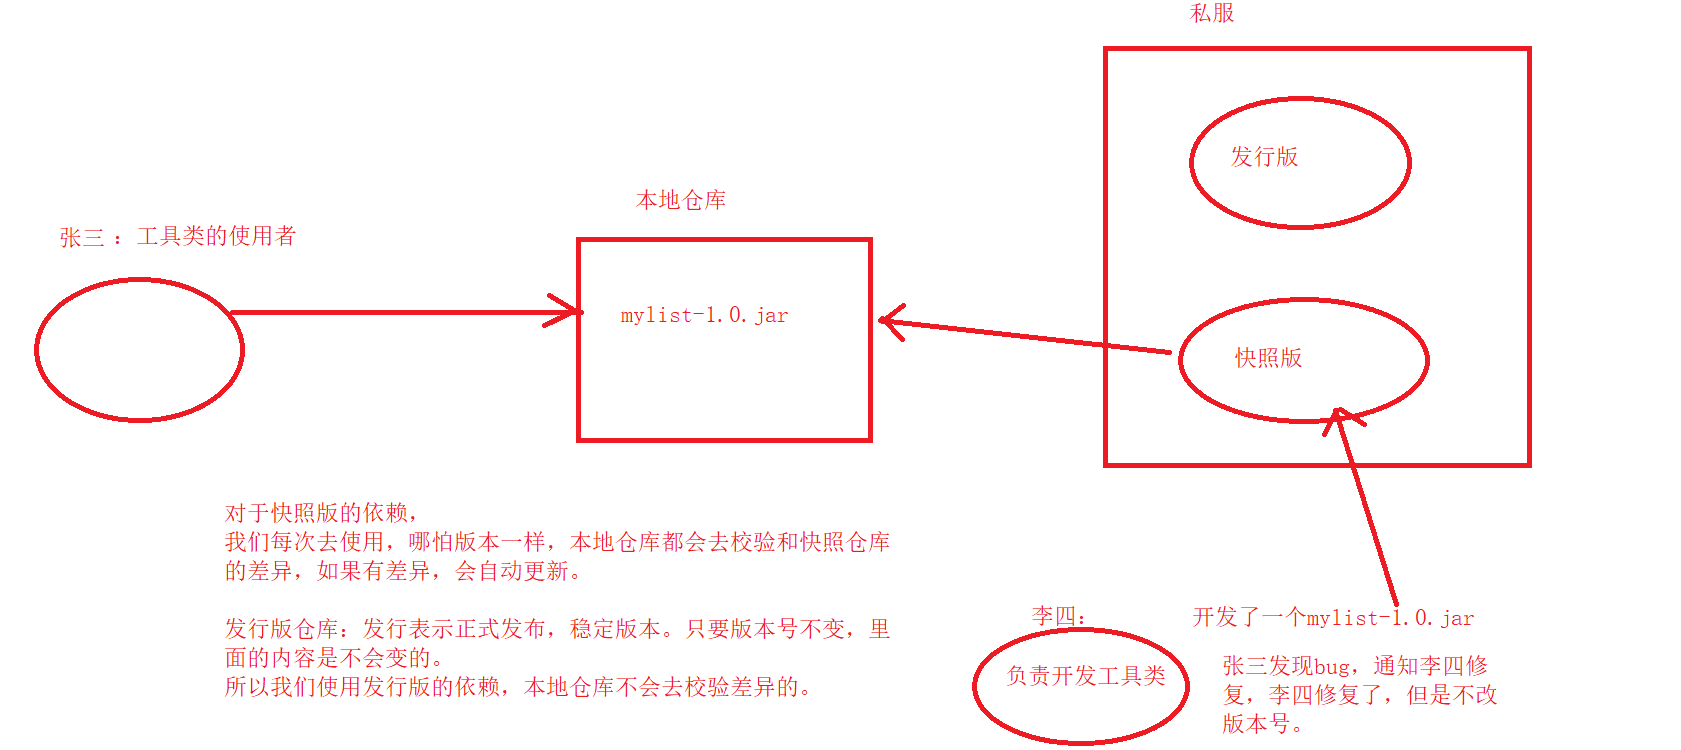 私服
发行版
本地仓库
张三 ：工具类的使用者
mylist-1.0.jar
快照版
对于快照版的依赖，
我们每次去使用，哪怕版本一样，本地仓库都会去校验和快照仓库
的差异，如果有差异，会自动更新。
发行版仓库：发行表示正式发布，稳定版本。只要版本号不变，里
面的内容是不会变的。
所以我们使用发行版的依赖，本地仓库不会去校验差异的。
李四：
负责开发工具类
开发了一个mylist-1.0.jar
张三发现bug，通知李四修
复，李四修复了，但是不改
版本号。